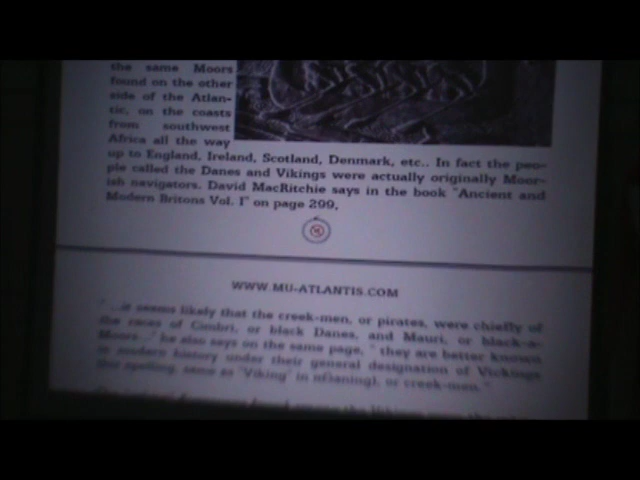 the same Moors
found on the other
side of the Atlan-
tic, on the coasts
from southwest
Africa all the way
up to England, Ireland, Scotland, Denmark, etc.. In fact the peo-
ple called the Danes and Vikings were actually originally Moor-
ish navigators. David MacRitchie says in the book "Ancient and
Modern Britons Vol. 1" on page 299,
WWW.MU-ATLANTIS.COM
"...it seems likely that the creek-men, or pirates, were chiefly of
the races of Cimbri, or black Danes, and Mauri, or black-a-
Moors..." he also says on the same page, " they are better known
in modern history under their general designation of Vickings
(his spelling, same as "Viking" in meaning), or creek-men."